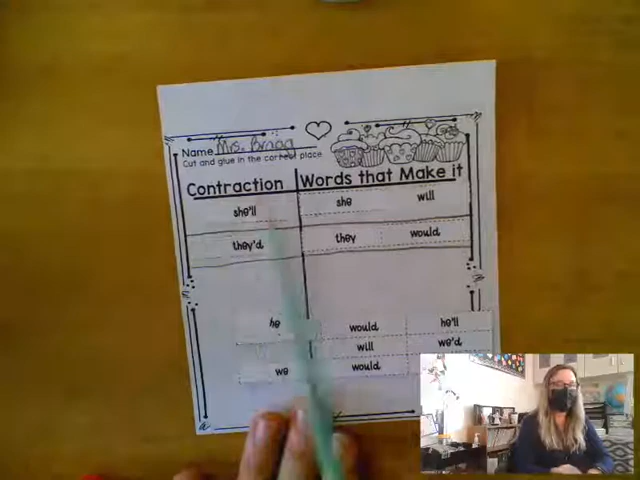 Name Mrs. Bragg
Cut and glue in the correct place
Contraction Words that Make it
she'll she will
they'd they would
he would he'll
will we'd
we would